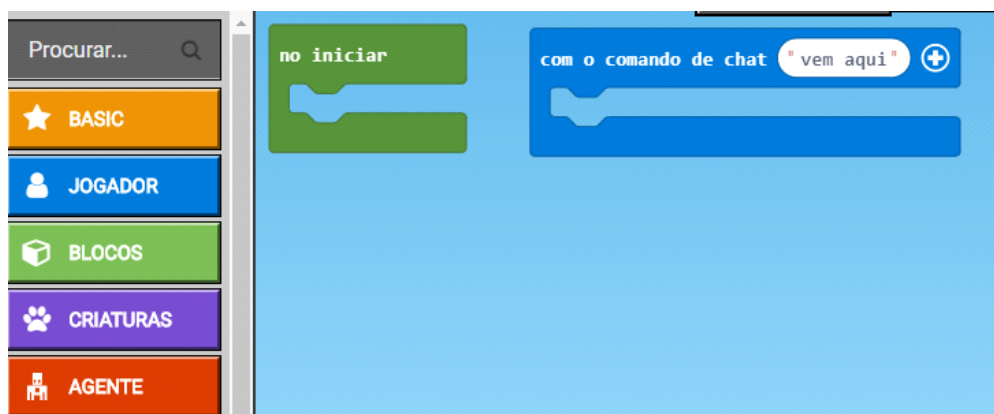 Procurar...
BASIC
JOGADOR
BLOCOS
CRIATURAS
AGENTE
no iniciar
com o comando de chat "vem aqui"